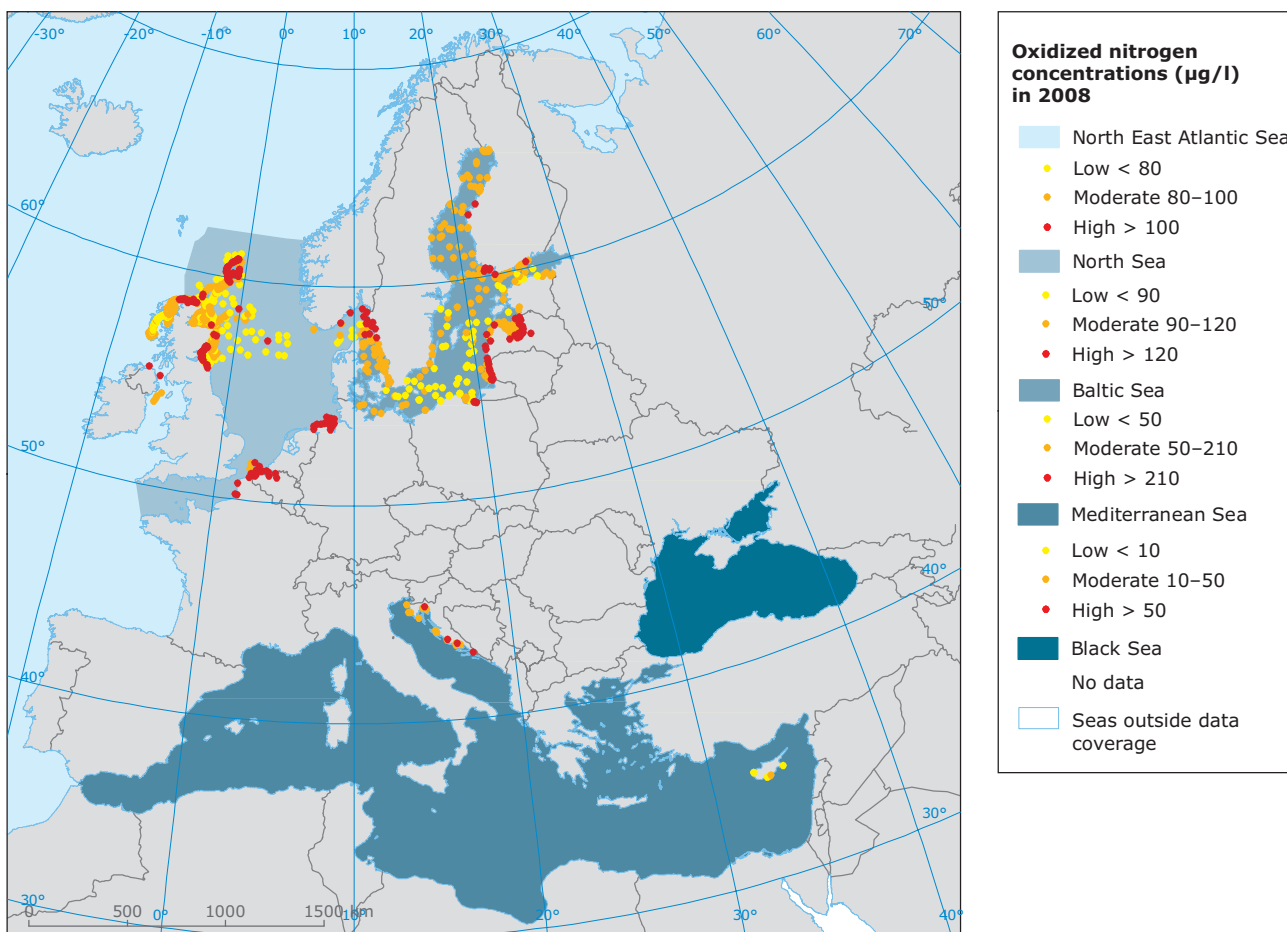 -30°
-20°
-10°
0°
10°
20°
30°
40°
50°
60°
70°
60°
50°
50°
40°
40°
30°
30°
0
500
1000
1500 km
0°
10°
20°
30°
40°
Oxidized nitrogen
concentrations (µg/l)
in 2008
North East Atlantic Sea
Low < 80
Moderate 80–100
High > 100
North Sea
Low < 90
Moderate 90–120
High > 120
Baltic Sea
Low < 50
Moderate 50–210
High > 210
Mediterranean Sea
Low < 10
Moderate 10–50
High > 50
Black Sea
No data
Seas outside data
coverage